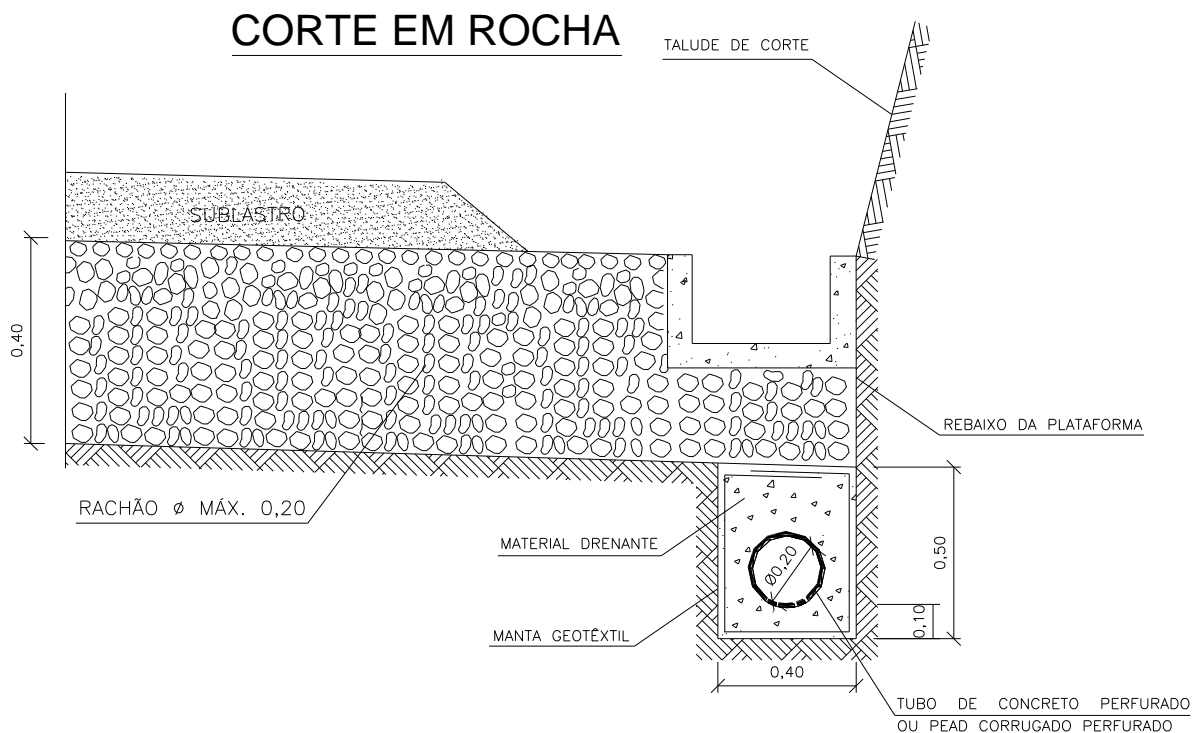 CORTE EM ROCHA
TALUDE DE CORTE
SUBLASTRO
0,40
REBAIXO DA PLATAFORMA
RACHÃO ø MÁX. 0,20
MATERIAL DRENANTE
Ø0,20
0,50
0,10
MANTA GEOTÊXTIL
0,40
TUBO DE CONCRETO PERFURADO
OU PEAD CORRUGADO PERFURADO